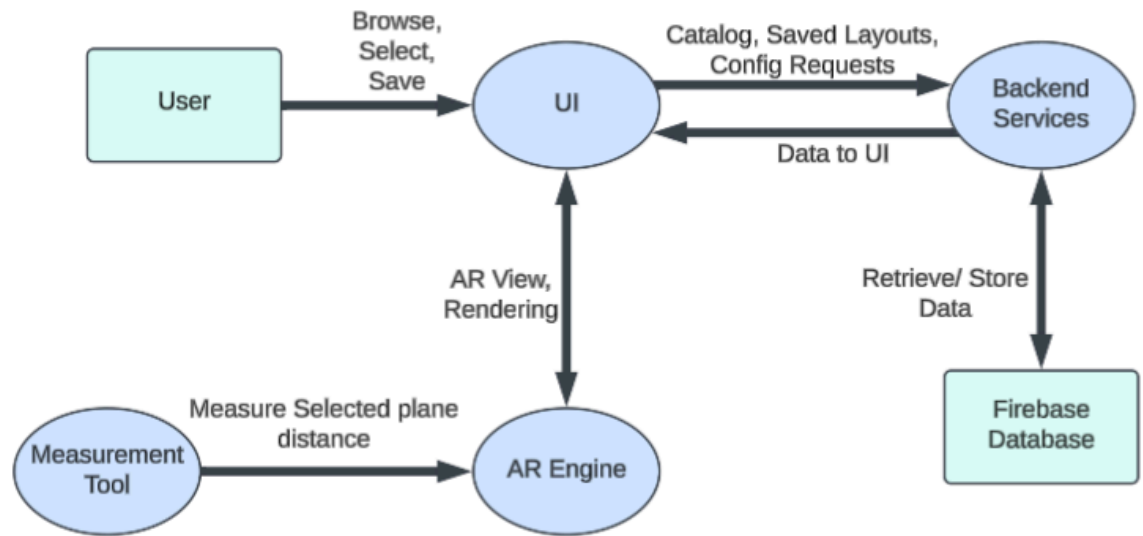 Browse,
Select,
Save
User
UI
Catalog, Saved Layouts,
Config Requests
Backend
Services
Data to UI
AR View,
Rendering
Retrieve/ Store
Data
Measure Selected plane
distance
Measurement
Tool
AR Engine
Firebase
Database